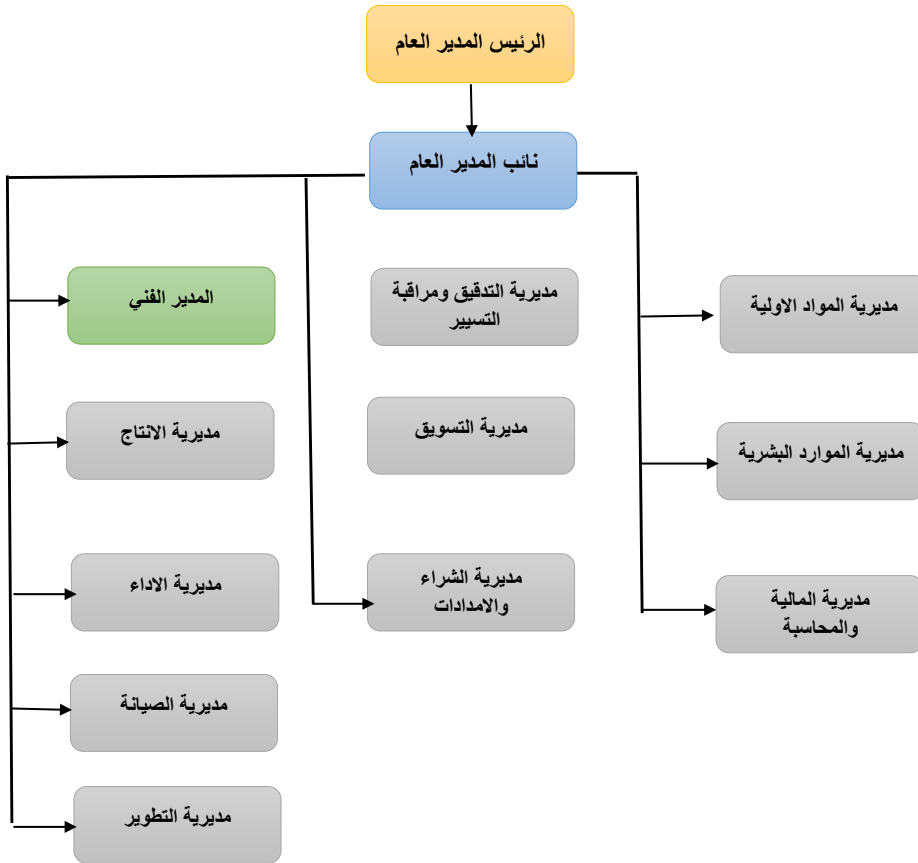 الرئيس المدير العام
نائب المدير العام
مديرية المواد الاولية
مديرية التدقيق ومراقبة
التسيير
المدير الفني
مديرية الموارد البشرية
مديرية التسويق
مديرية الانتاج
مديرية المالية
والمحاسبة
مديرية الشراء
والامدادات
مديرية الاداء
مديرية الصيانة
مديرية التطوير